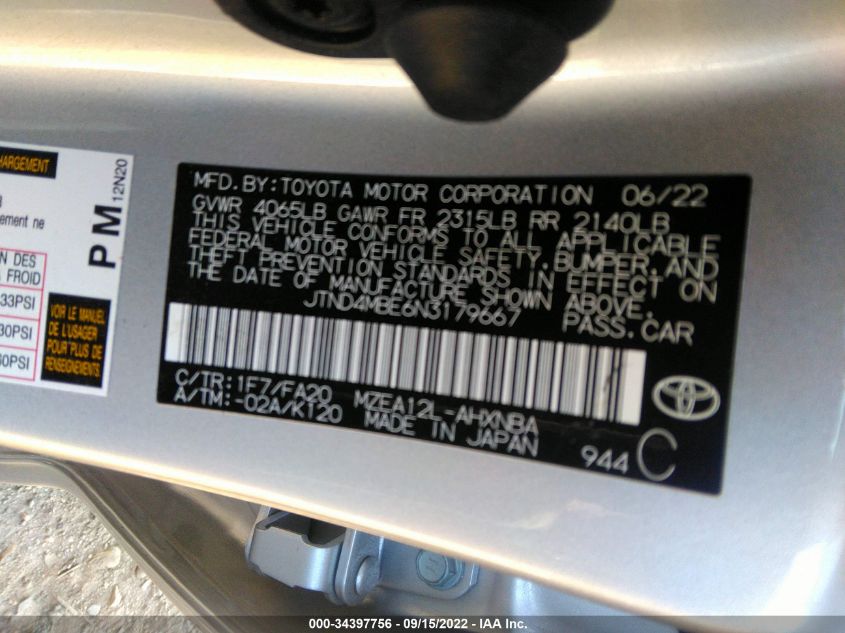 HARGEMENT
PM 12N20
ement ne
N DES
A FROID
33PSI
30PSI
60PSI
VOIR LE MANUEL
DE L'USAGER
POUR PLUS DE
RENSEIGNEMENTS
MFD. BY: TOYOTA MOTOR CORPORATION 06/22
GVWR 4065LB GAWR FR 2315LB RR 2140LB
THIS VEHICLE CONFORMS TO ALL APPLICABLE
FEDERAL MOTOR VEHICLE SAFETY, BUMPER, AND
THEFT PREVENTION STANDARDS IN EFFECT ON
THE DATE OF MANUFACTURE SHOWN ABOVE.
JTND4MBE6N3179667 PASS. CAR
C/TR: 1F7/FA20 MZEA12L-AHXNBA
A/TM: -02A/K120 MADE IN JAPAN
944 C
000-34397756 - 09/15/2022 - IAA Inc.